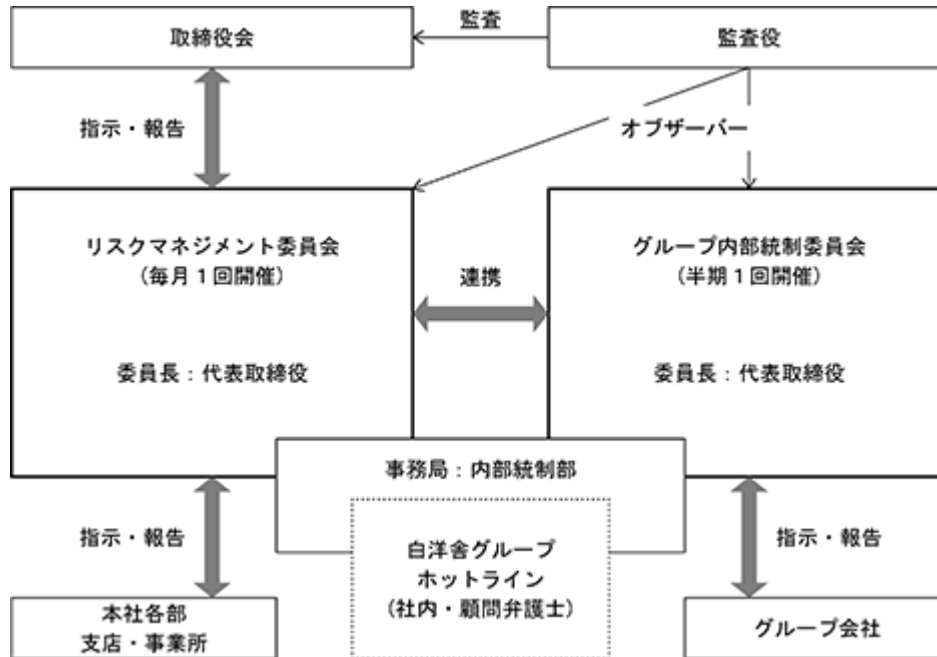 取締役会
監査
監査役
指示・報告
オブザーバー
リスクマネジメント委員会
（毎月１回開催）
委員長：代表取締役
連携
グループ内部統制委員会
（半期１回開催）
委員長：代表取締役
事務局：内部統制部
白洋舍グループ
ホットライン
（社内・顧問弁護士）
指示・報告
指示・報告
本社各部
支店・事業所
グループ会社